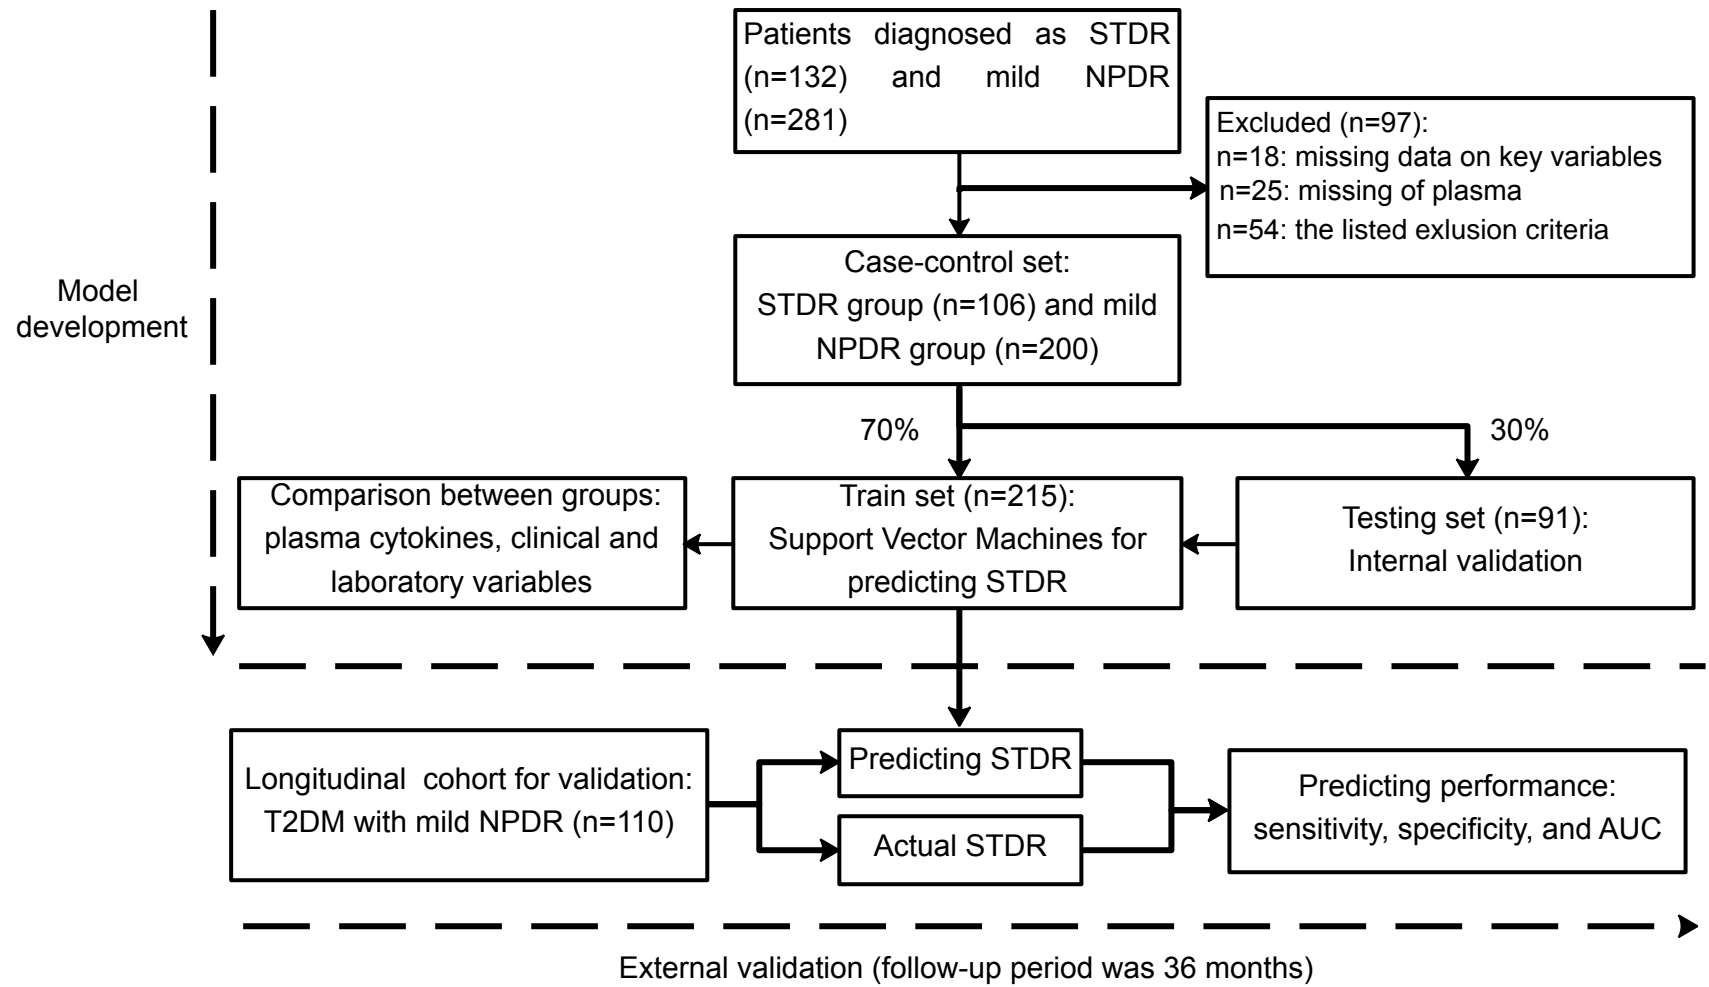 Patients diagnosed as STDR
(n=132) and mild NPDR
(n=281)
Excluded (n=97):
n=18: missing data on key variables
n=25: missing of plasma
n=54: the listed exlusion criteria
Case-control set:
STDR group (n=106) and mild
NPDR group (n=200)
Model
development
70%
30%
Comparison between groups:
plasma cytokines, clinical and
laboratory variables
Train set (n=215):
Support Vector Machines for
predicting STDR
Testing set (n=91):
Internal validation
Longitudinal cohort for validation:
T2DM with mild NPDR (n=110)
Predicting STDR
Actual STDR
Predicting performance:
sensitivity, specificity, and AUC
External validation (follow-up period was 36 months)